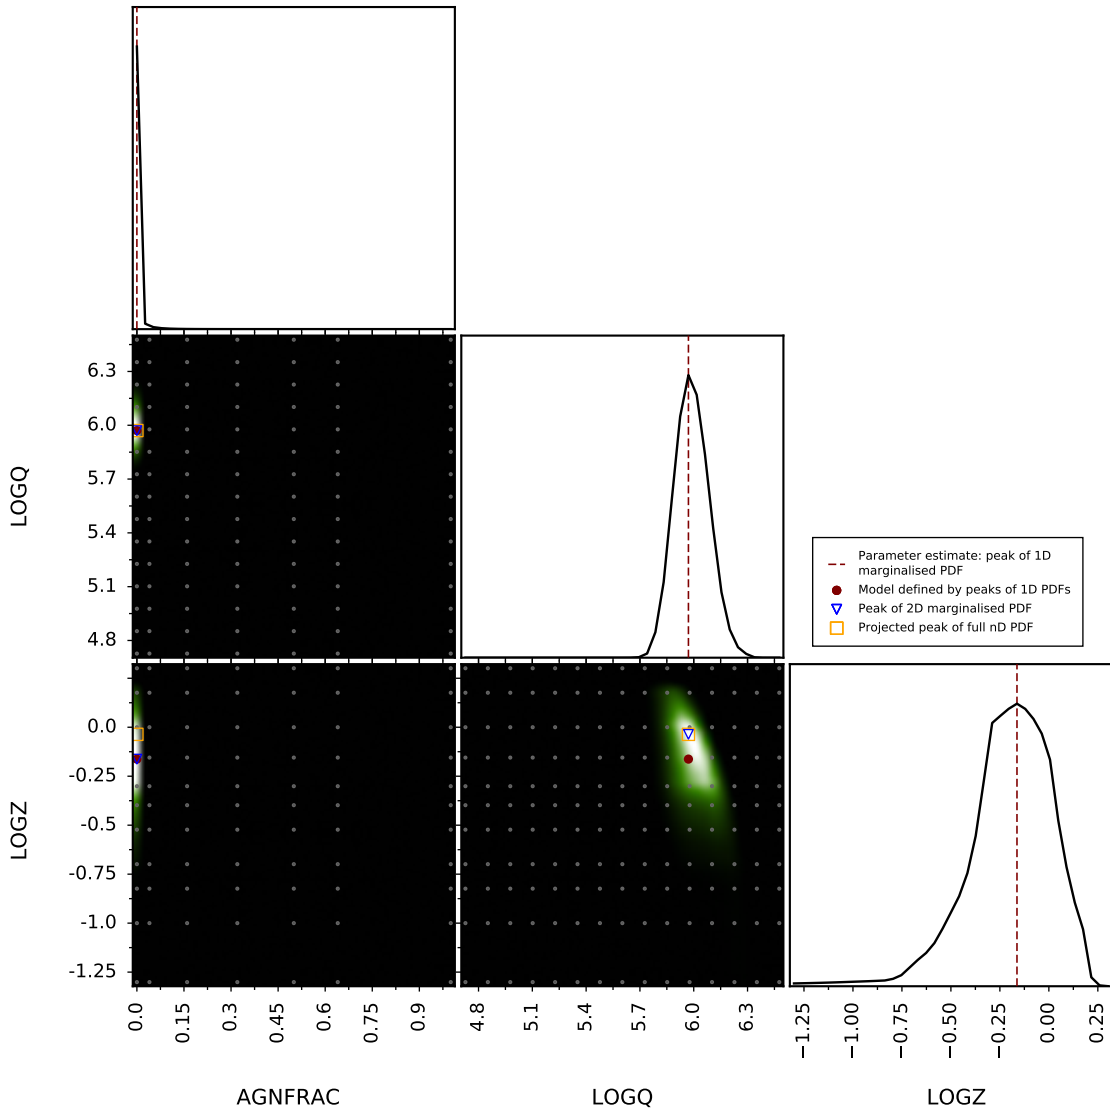 LOGQ
6.3
6.0
5.7
5.4
5.1
4.8
Parameter estimate: peak of 1D
marginalised PDF
Model defined by peaks of 1D PDFs
Peak of 2D marginalised PDF
Projected peak of full nD PDF
LOGZ
0.0
-0.25
-0.5
-0.75
-1.0
-1.25
0.0 0.15 0.3 0.45 0.6 0.75 0.9
4.8 5.1 5.4 5.7 6.0 6.3
−1.25 −1.00 −0.75 −0.50 −0.25 0.00 0.25
AGNFRAC LOGQ LOGZ